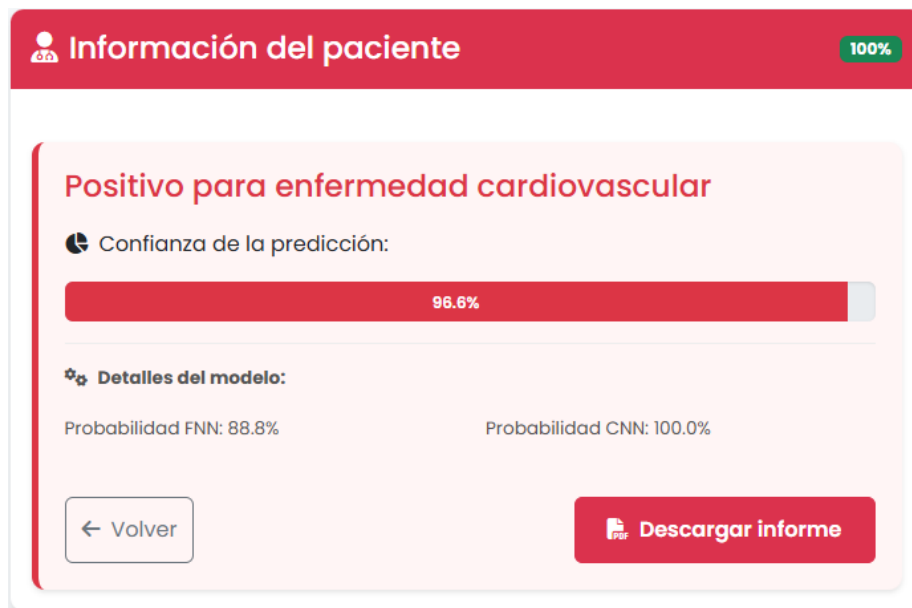 Información del paciente
100%
Positivo para enfermedad cardiovascular
Confianza de la predicción:
96.6%
Detalles del modelo:
Probabilidad FNN: 88.8%
Probabilidad CNN: 100.0%
← Volver
PDF Descargar informe